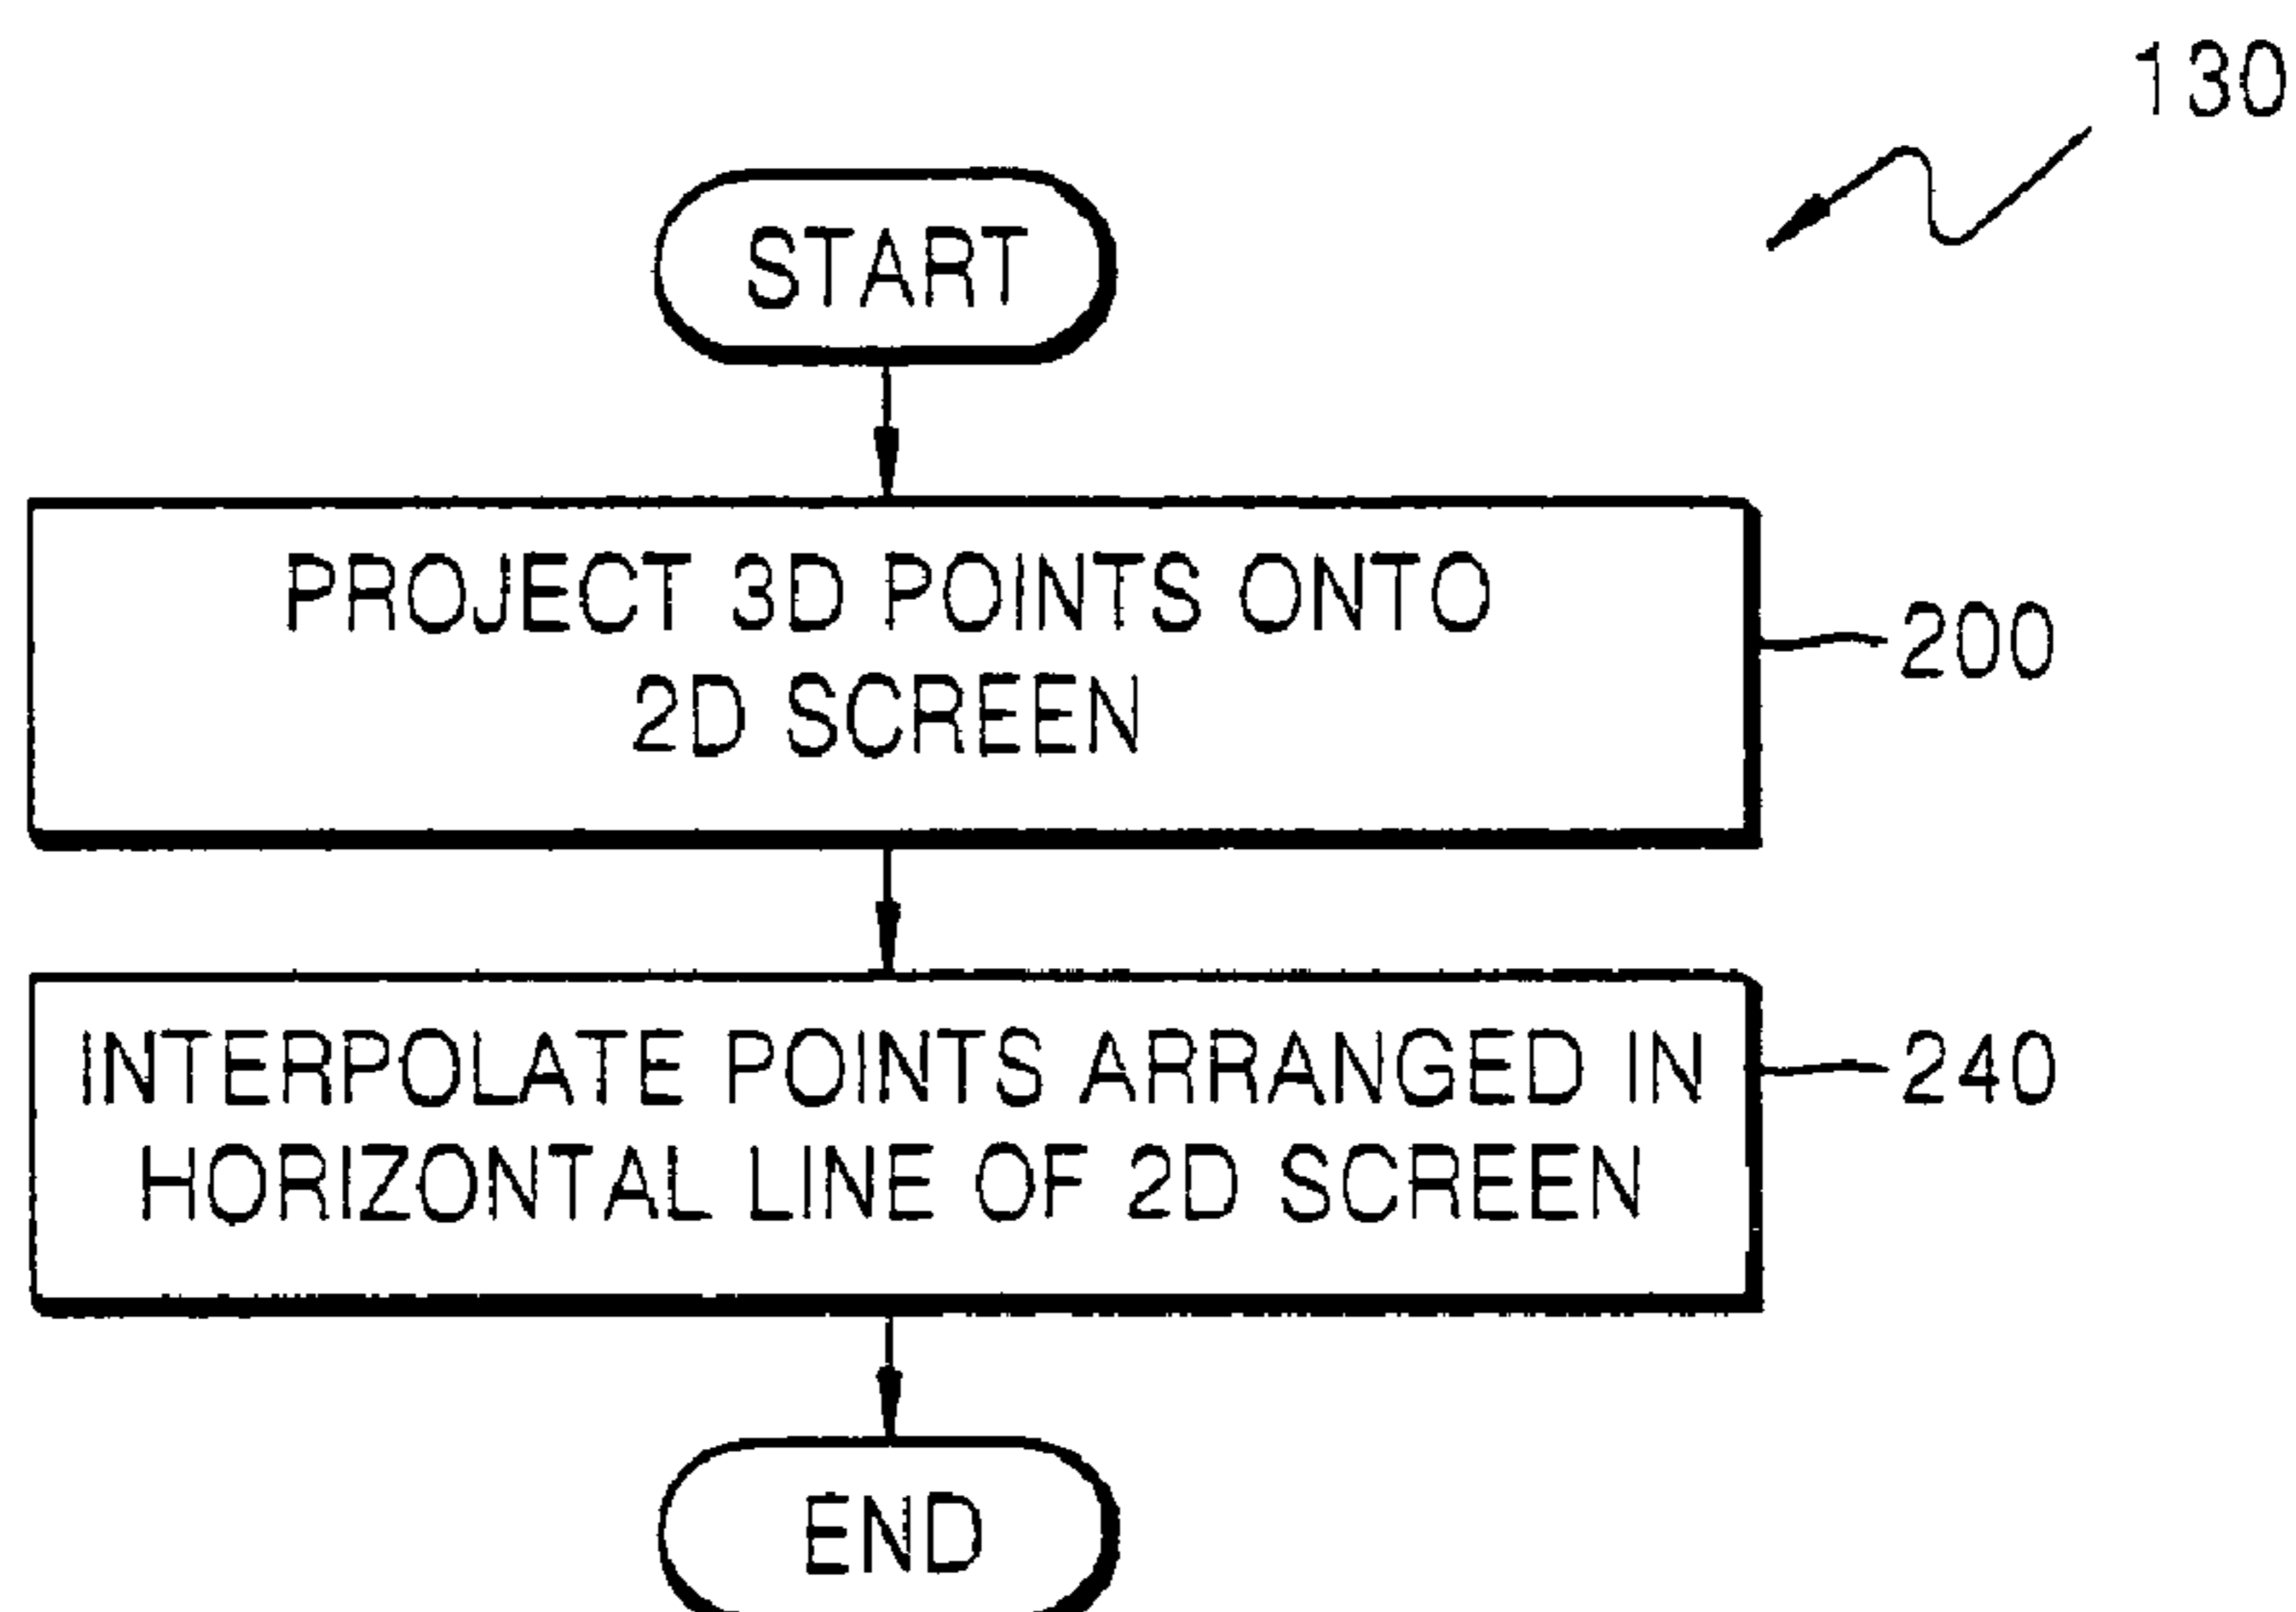 130
START
PROJECT 3D POINTS ONTO
2D SCREEN
200
INTERPOLATE POINTS ARRANGED IN
240
HORIZONTAL LINE OF 2D SCREEN
END